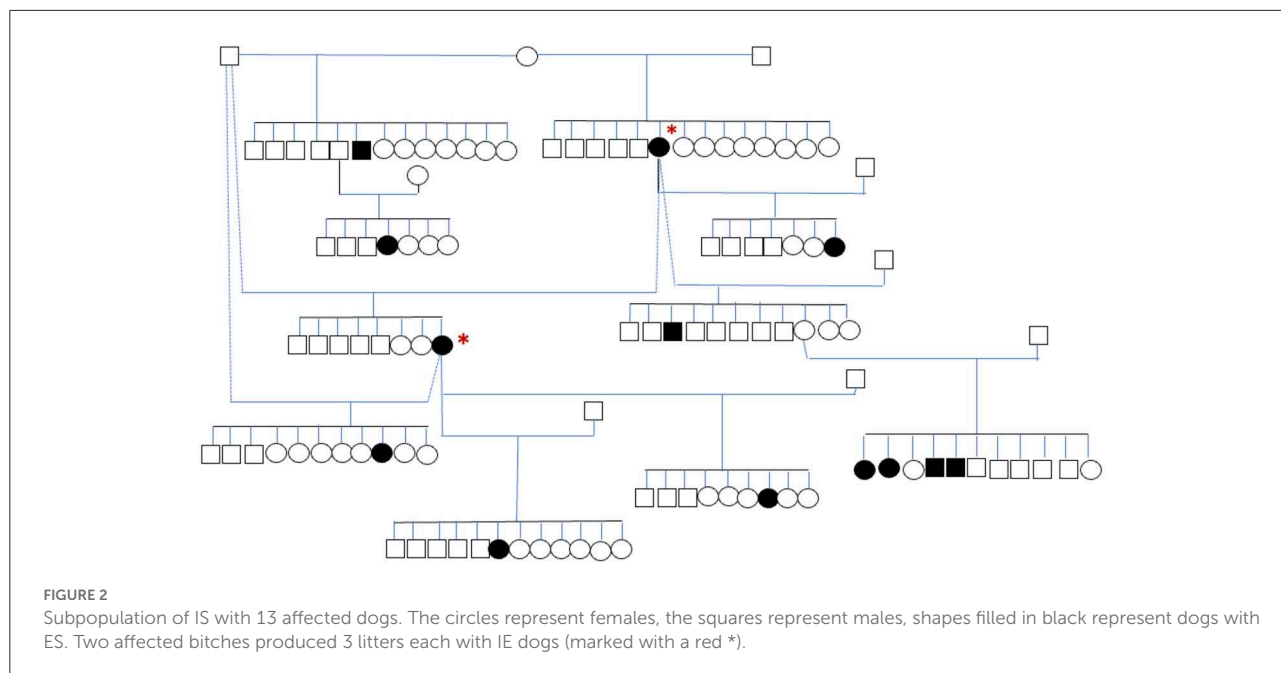 *
*
FIGURE 2
Subpopulation of IS with 13 affected dogs. The circles represent females, the squares represent males, shapes filled in black represent dogs with
ES. Two affected bitches produced 3 litters each with IE dogs (marked with a red *).